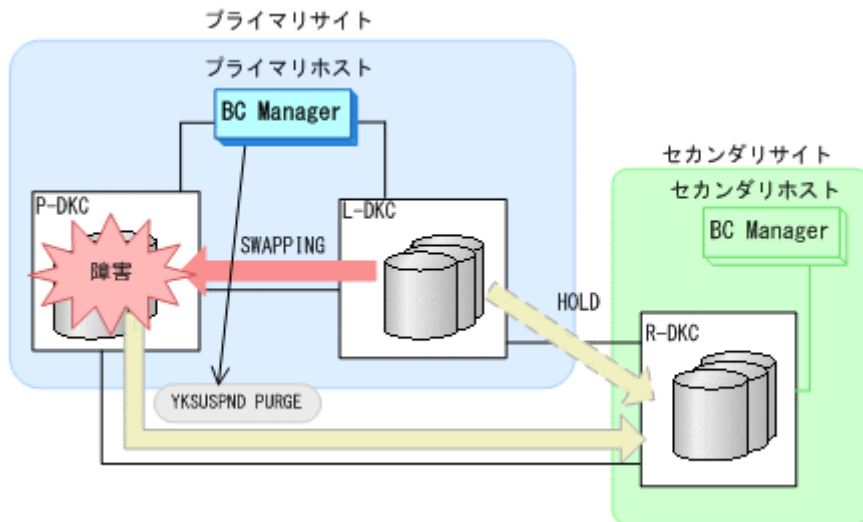 プライマリサイト
プライマリホスト
BC Manager
セカンダリサイト
セカンダリホスト
BC Manager
P-DKC
L-DKC
SWAPPING
障害
HOLD
R-DKC
YKSUSPND PURGE